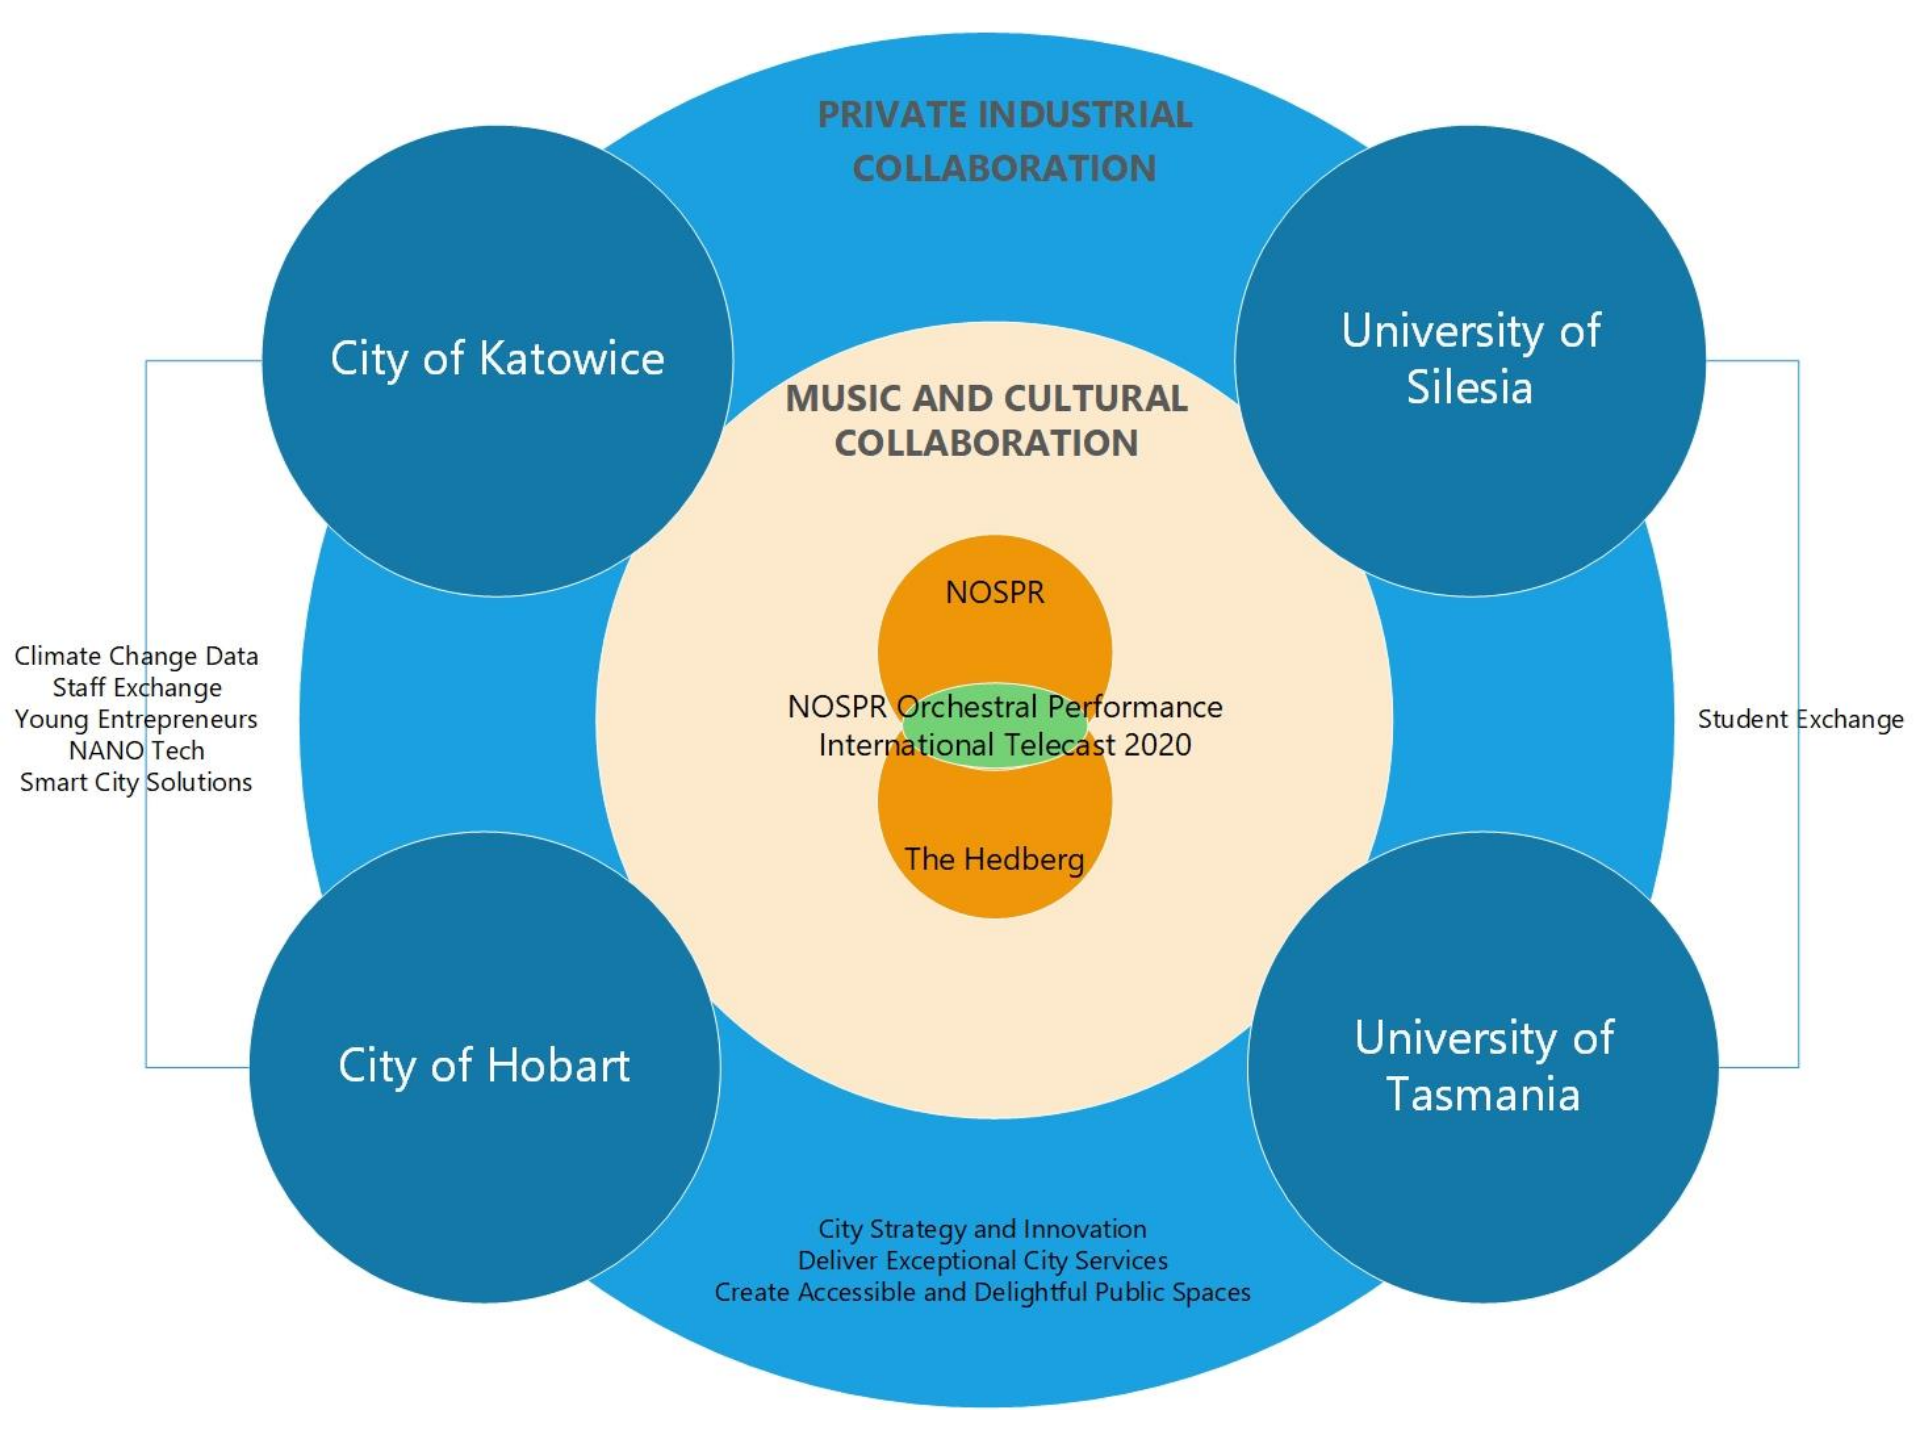 PRIVATE INDUSTRIAL
COLLABORATION
City of Katowice
University of
Silesia
MUSIC AND CULTURAL
COLLABORATION
NOSPR
Climate Change Data
Staff Exchange
Young Entrepreneurs
NANO Tech
Smart City Solutions
NOSPR Orchestral Performance
International Telecast 2020
Student Exchange
The Hedberg
City of Hobart
University of
Tasmania
City Strategy and Innovation
Deliver Exceptional City Services
Create Accessible and Delightful Public Spaces